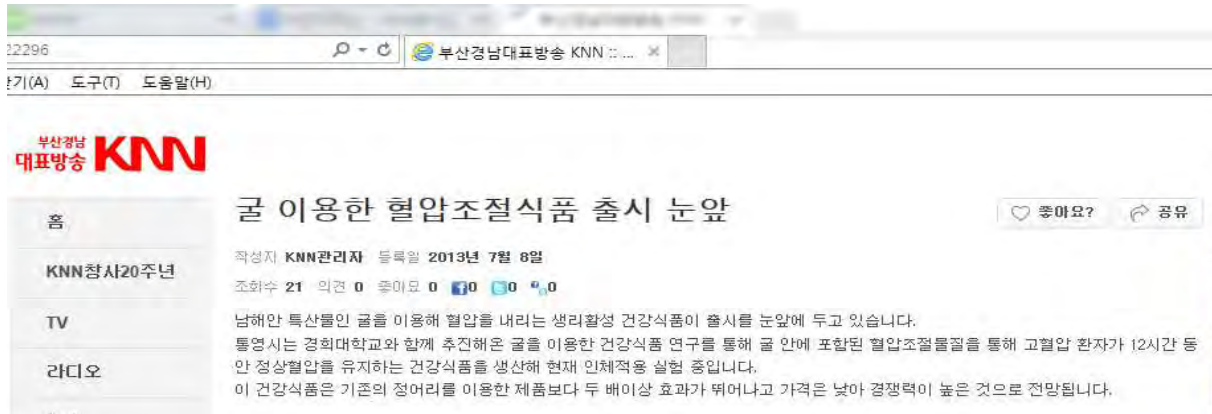 22296
부산경남대표방송 KNN :: ...
도구(T) 도움말(H)
부산경남
대표방송 KNN
홈
KNN창사20주년
TV
라디오
굴 이용한 혈압조절식품 출시 눈앞
좋아요? 공유
작성자 KNN관리자 등록일 2013년 7월 8일
조회수 21 의견 0 좋아요 0 0 0 0
남해안 특산물인 굴을 이용해 혈압을 내리는 생리활성 건강식품이 출시를 눈앞에 두고 있습니다.
통영시는 경희대학교와 함께 추진해온 굴을 이용한 건강식품 연구를 통해 굴 안에 포함된 혈압조절물질을 통해 고혈압 환자가 12시간 동
안 정상혈압을 유지하는 건강식품을 생산해 현재 인체적용 실험 중입니다.
이 건강식품은 기존의 정어리를 이용한 제품보다 두 배이상 효과가 뛰어나고 가격은 낮아 경쟁력이 높은 것으로 전망됩니다.